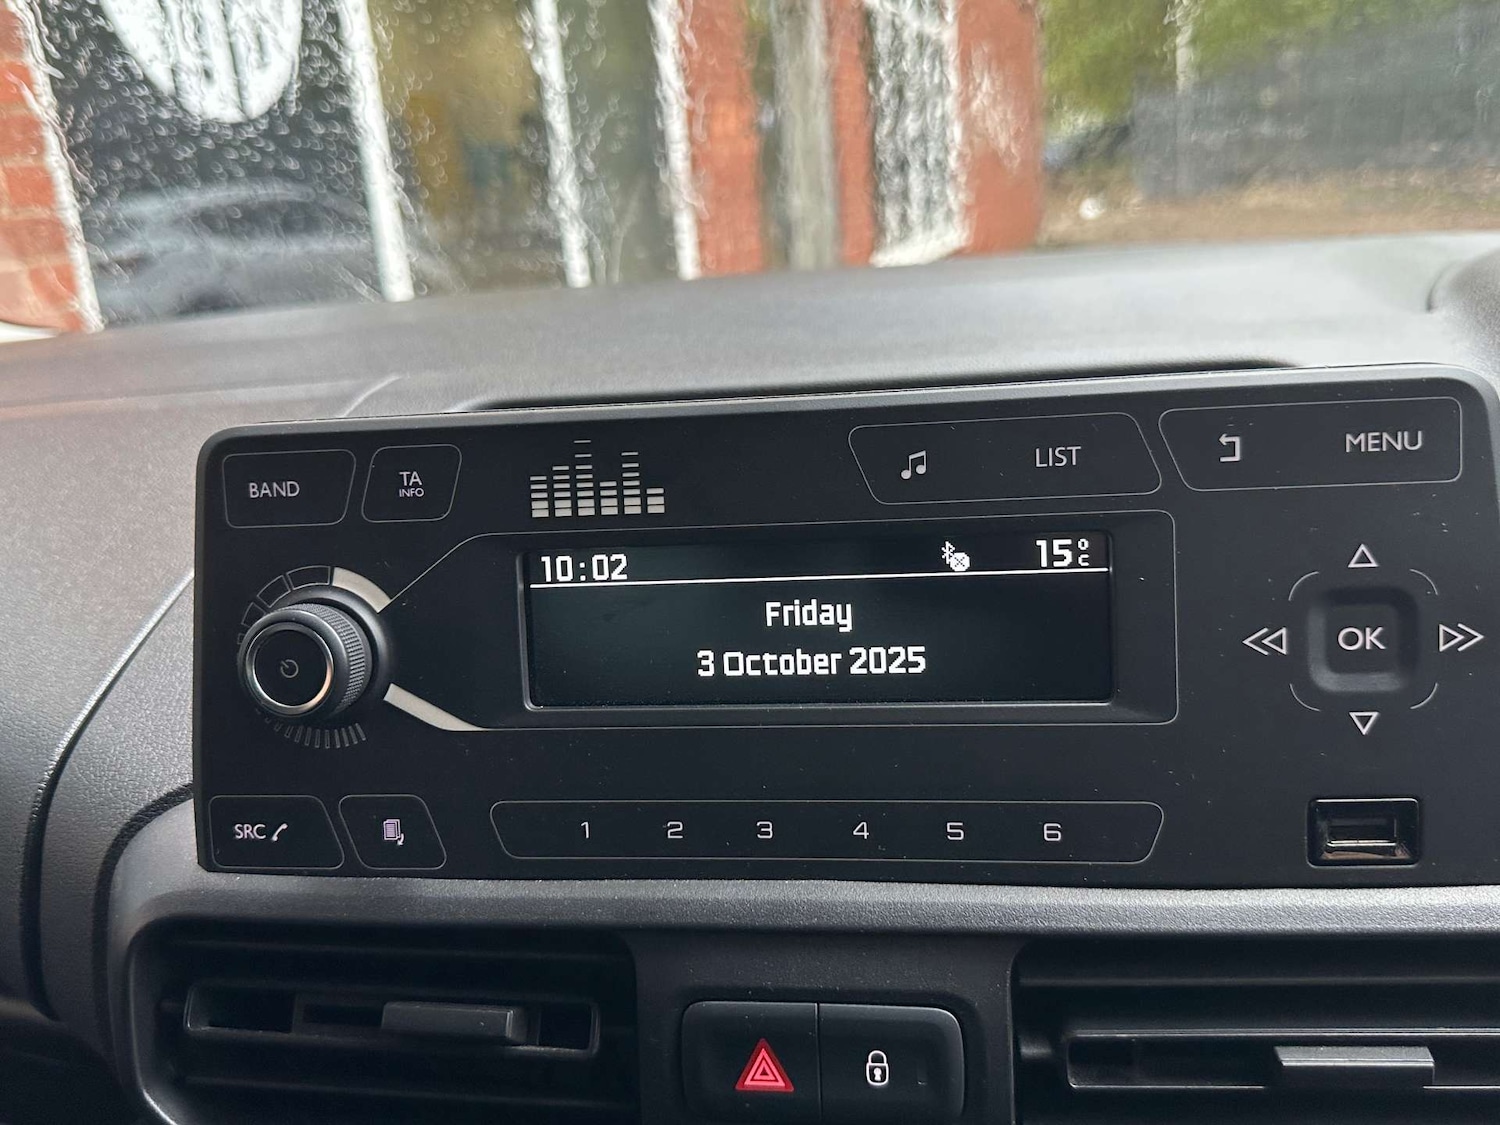 BAND
TA
INFO
LIST
MENU
10:02
15°C
Friday
3 October 2025
OK
SRC
1 2 3 4 5 6